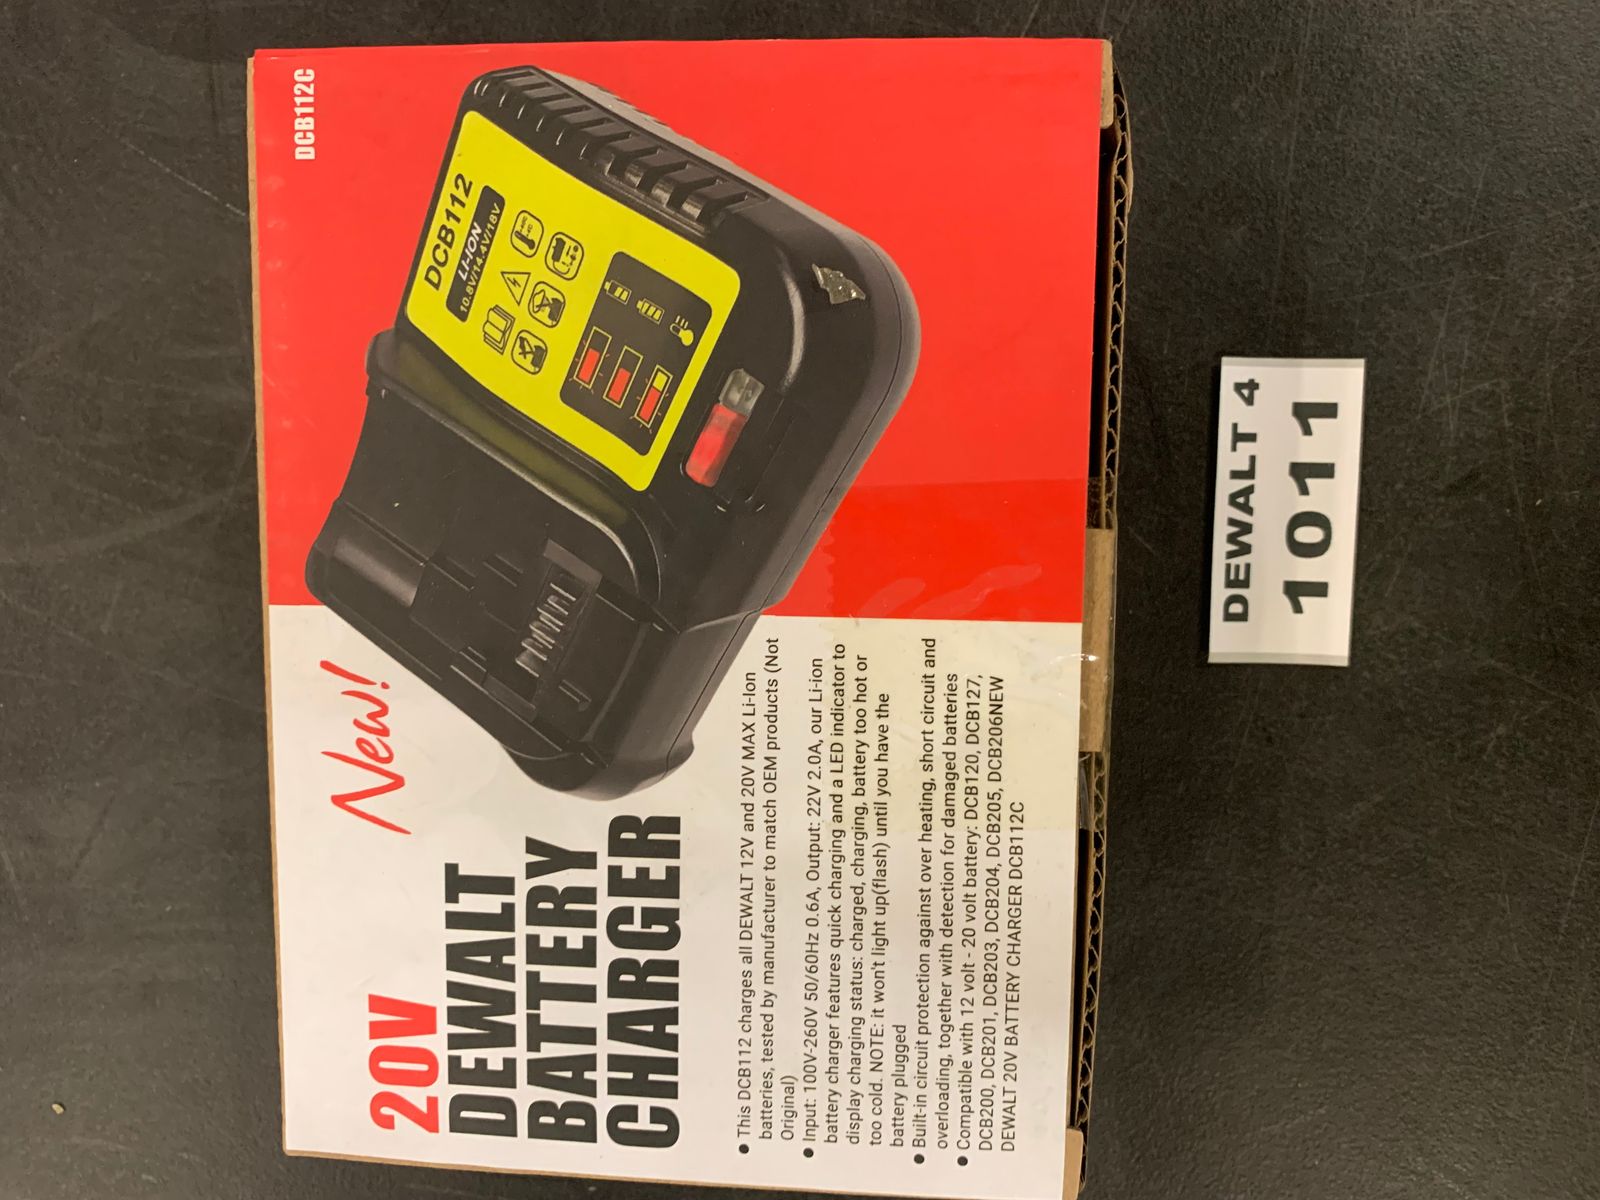 DCB112C
New!
20V
DEWALT
BATTERY
CHARGER
DCB112
LI-ION
10.8V/14.4V/18V
● This DCB112 charges all DEWALT 12V and 20V MAX Li-Ion
batteries, tested by manufacturer to match OEM products (Not
Original)
● Input: 100V-260V 50/60Hz 0.6A, Output: 22V 2.0A, our Li-ion
battery charger features quick charging and a LED indicator to
display charging status: charged, charging, battery too hot or
too cold. NOTE: it won't light up(flash) until you have the
battery plugged
● Built-in circuit protection against over heating, short circuit and
overloading, together with detection for damaged batteries
● Compatible with 12 volt - 20 volt battery: DCB120, DCB127,
DCB200, DCB201, DCB203, DCB204, DCB205, DCB206NEW
DEWALT 20V BATTERY CHARGER DCB112C
DEWALT 4
1011